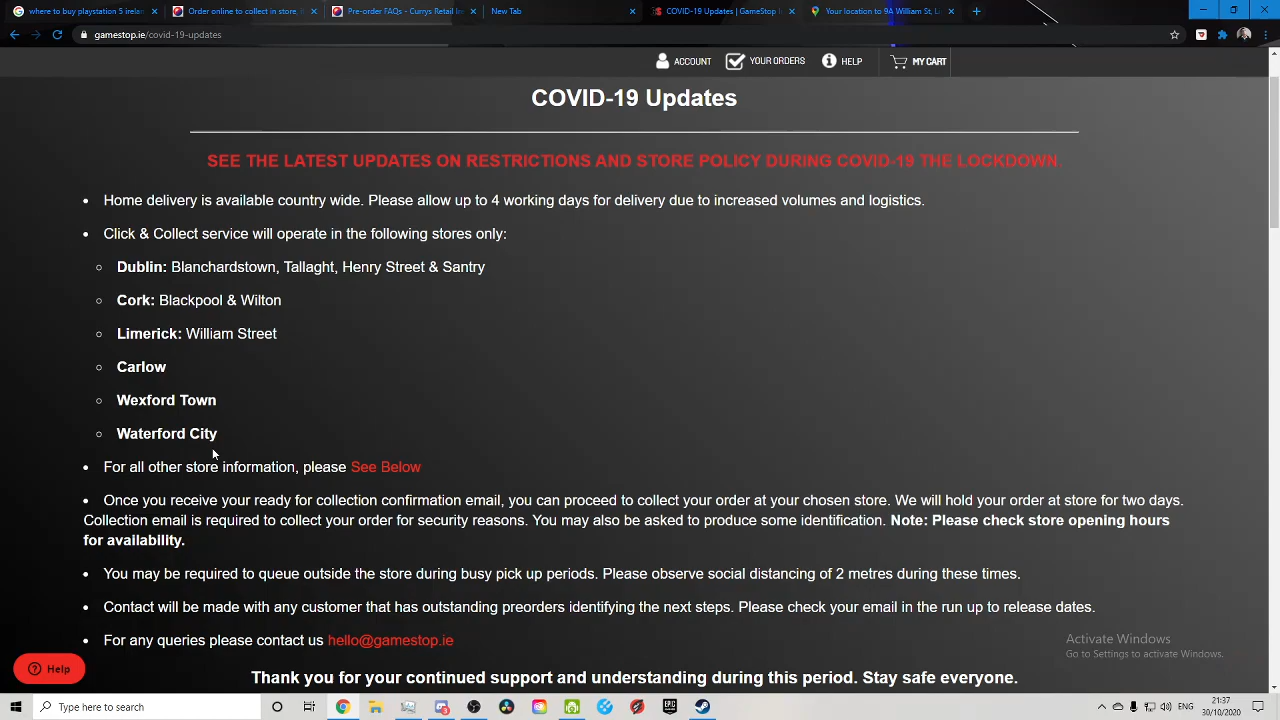 where to buy playstation 5 irelan
Order online to collect in store, R
Pre-order FAQs – Currys Retail Im
New Tab
COVID-19 Updates | GameStop I
Your location to 9A William St, Li
gamestop.ie/covid-19-updates
ACCOUNT
YOUR ORDERS
HELP
MY CART
COVID-19 Updates
SEE THE LATEST UPDATES ON RESTRICTIONS AND STORE POLICY DURING COVID-19 THE LOCKDOWN.
• Home delivery is available country wide. Please allow up to 4 working days for delivery due to increased volumes and logistics.
• Click & Collect service will operate in the following stores only:
Dublin: Blanchardstown, Tallaght, Henry Street & Santry
Cork: Blackpool & Wilton
Limerick: William Street
Carlow
Wexford Town
Waterford City
• For all other store information, please See Below
• Once you receive your ready for collection confirmation email, you can proceed to collect your order at your chosen store. We will hold your order at store for two days.
Collection email is required to collect your order for security reasons. You may also be asked to produce some identification. Note: Please check store opening hours
for availability.
• You may be required to queue outside the store during busy pick up periods. Please observe social distancing of 2 metres during these times.
• Contact will be made with any customer that has outstanding preorders identifying the next steps. Please check your email in the run up to release dates.
• For any queries please contact us hello@gamestop.ie
Activate Windows
Go to Settings to activate Windows.
Help
Thank you for your continued support and understanding during this period. Stay safe everyone.
Type here to search
EPIC
ENG
21:37
30/10/2020